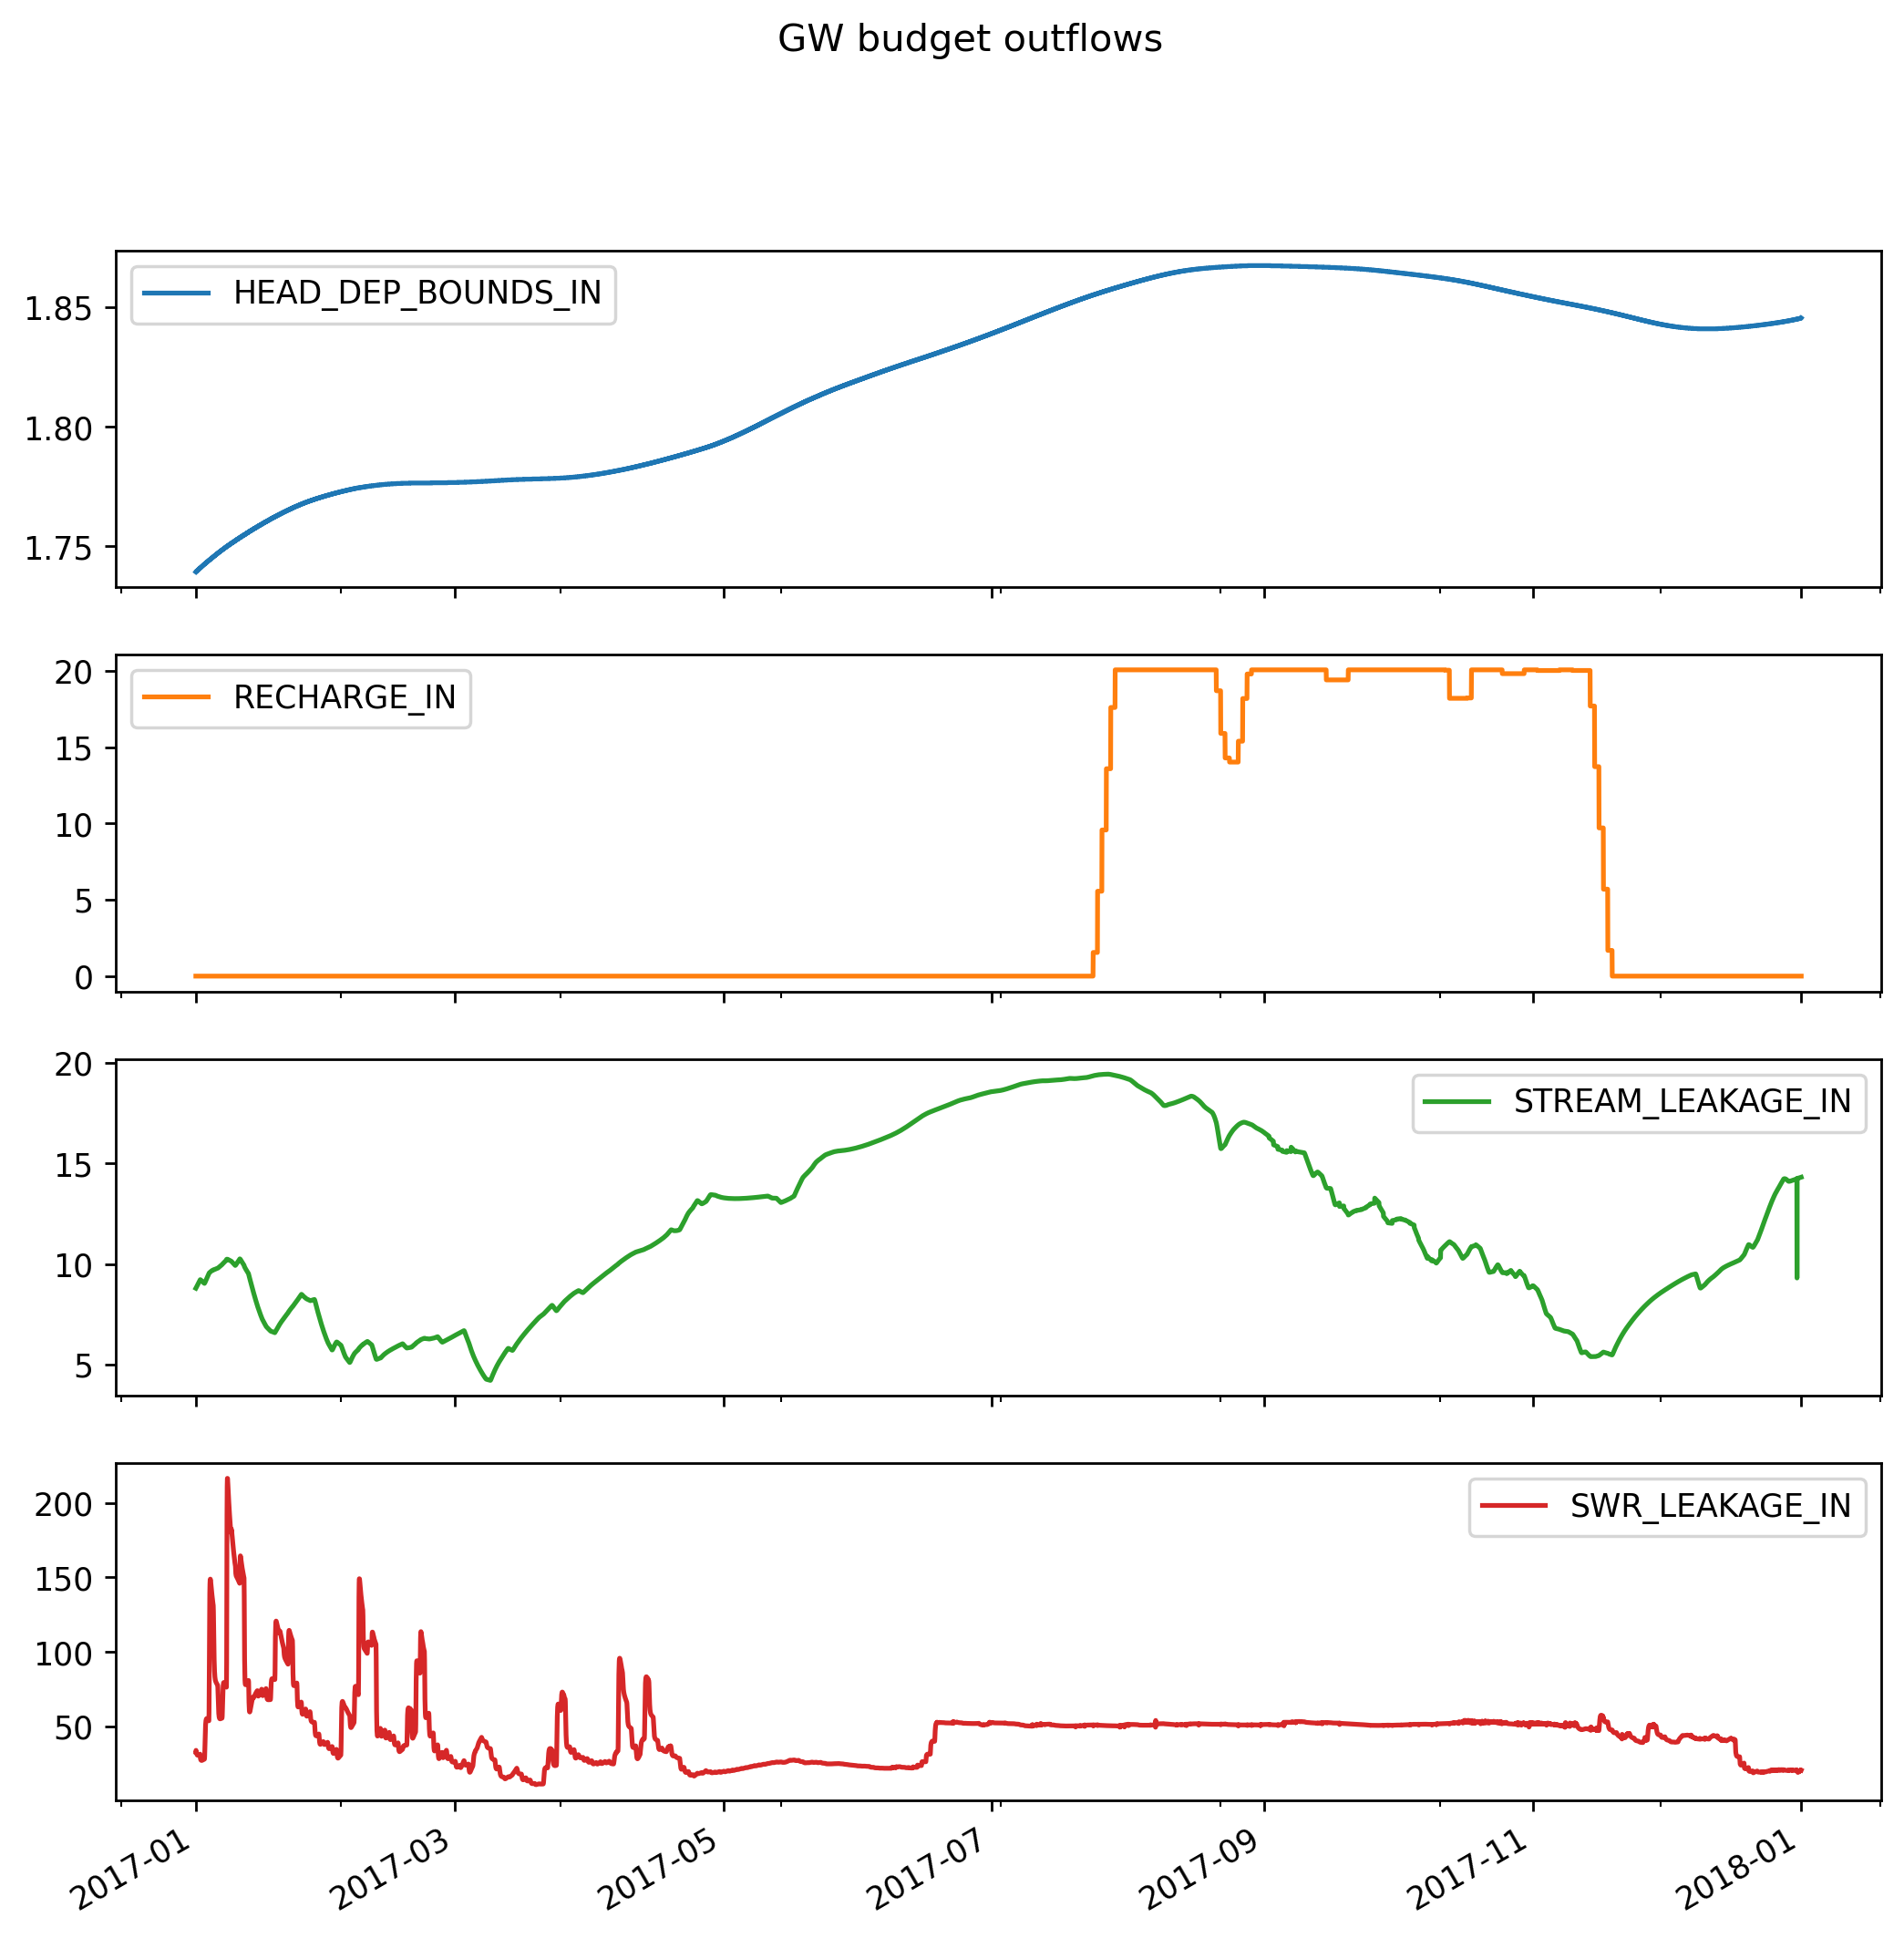 GW budget outflows
HEAD_DEP_BOUNDS_IN
1.85
1.80
1.75
RECHARGE_IN
20
15
10
5
0
STREAM_LEAKAGE_IN
20
15
10
5
SWR_LEAKAGE_IN
200
150
100
50
2017-01 2017-03 2017-05 2017-07 2017-09 2017-11 2018-01